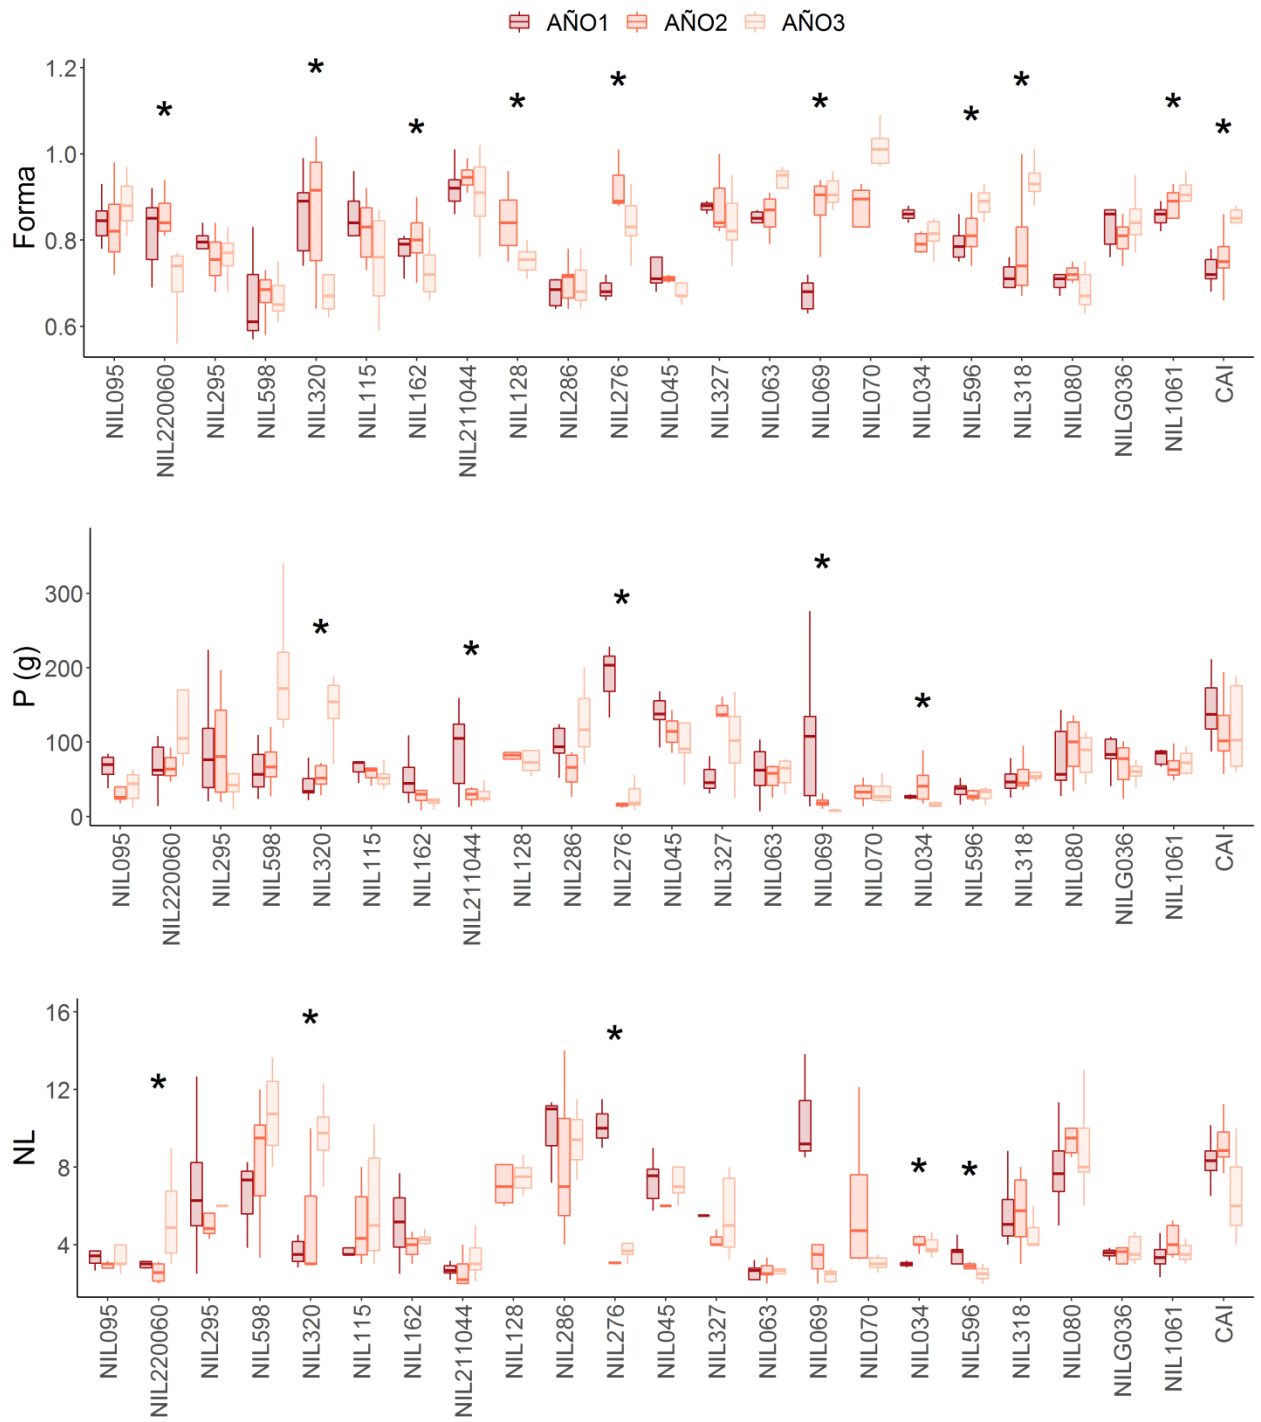 AÑO1 AÑO2 AÑO3
Forma
1.2
1.0
0.8
0.6
* * * * * * * * * * *
NIL095 NIL220060 NIL295 NIL598 NIL320 NIL115 NIL162 NIL211044 NIL128 NIL286 NIL276 NIL045 NIL327 NIL063 NIL069 NIL070 NIL034 NIL596 NIL318 NIL080 NILG036 NIL1061 CAI
P (g)
300
200
100
0
* * * * *
NIL095 NIL220060 NIL295 NIL598 NIL320 NIL115 NIL162 NIL211044 NIL128 NIL286 NIL276 NIL045 NIL327 NIL063 NIL069 NIL070 NIL034 NIL596 NIL318 NIL080 NILG036 NIL1061 CAI
NL
16
12
8
4
* * * * *
NIL095 NIL220060 NIL295 NIL598 NIL320 NIL115 NIL162 NIL211044 NIL128 NIL286 NIL276 NIL045 NIL327 NIL063 NIL069 NIL070 NIL034 NIL596 NIL318 NIL080 NILG036 NIL1061 CAI